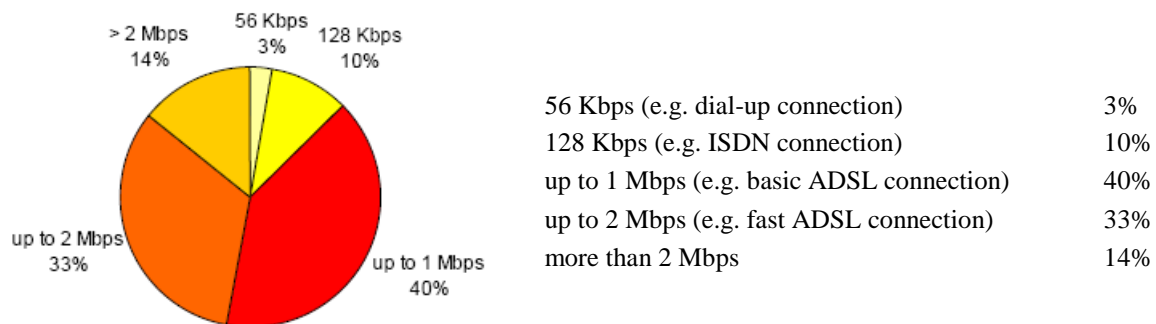 56 Kbps
3%
> 2 Mbps
14%
128 Kbps
10%
up to 2 Mbps
33%
up to 1 Mbps
40%
56 Kbps (e.g. dial-up connection) 3%
128 Kbps (e.g. ISDN connection) 10%
up to 1 Mbps (e.g. basic ADSL connection) 40%
up to 2 Mbps (e.g. fast ADSL connection) 33%
more than 2 Mbps 14%